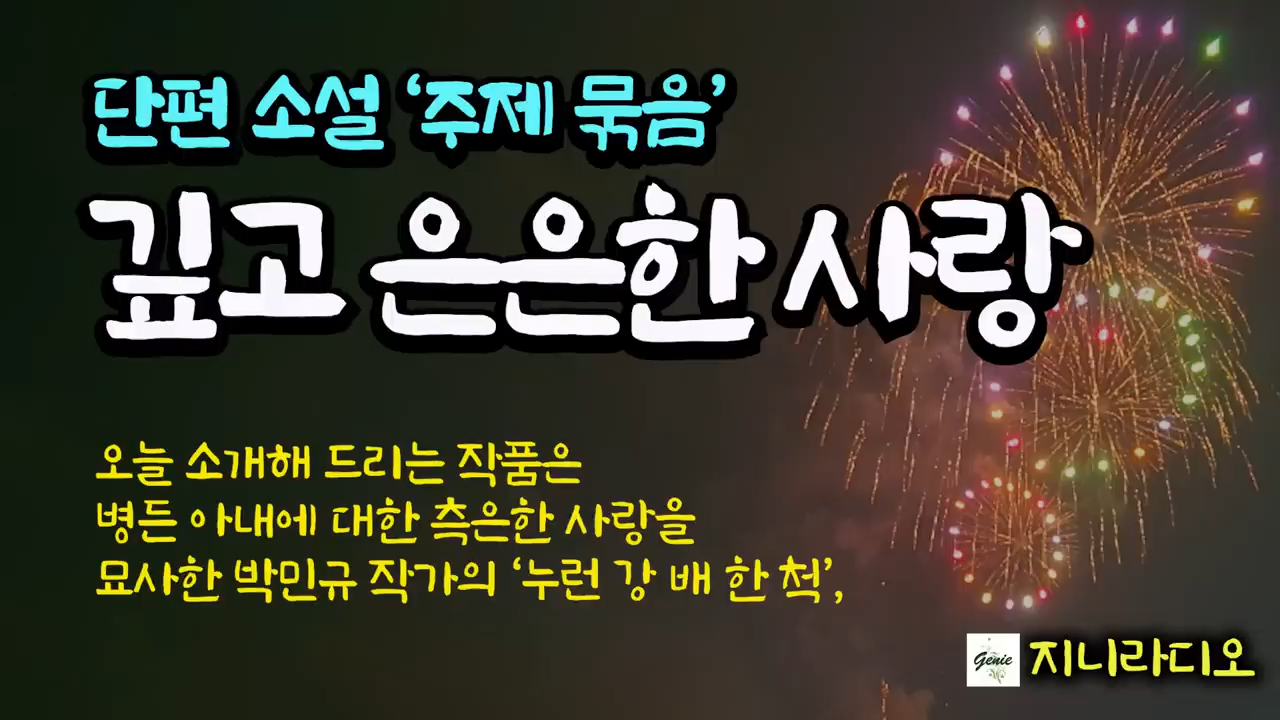 단편 소설 ‘주제 묶음’
깊고 은은한 사랑
오늘 소개해 드리는 작품은
병든 아내에 대한 측은한 사랑을
묘사한 박민규 작가의 ‘누런 강 배 한 척’,
Genie 지니라디오